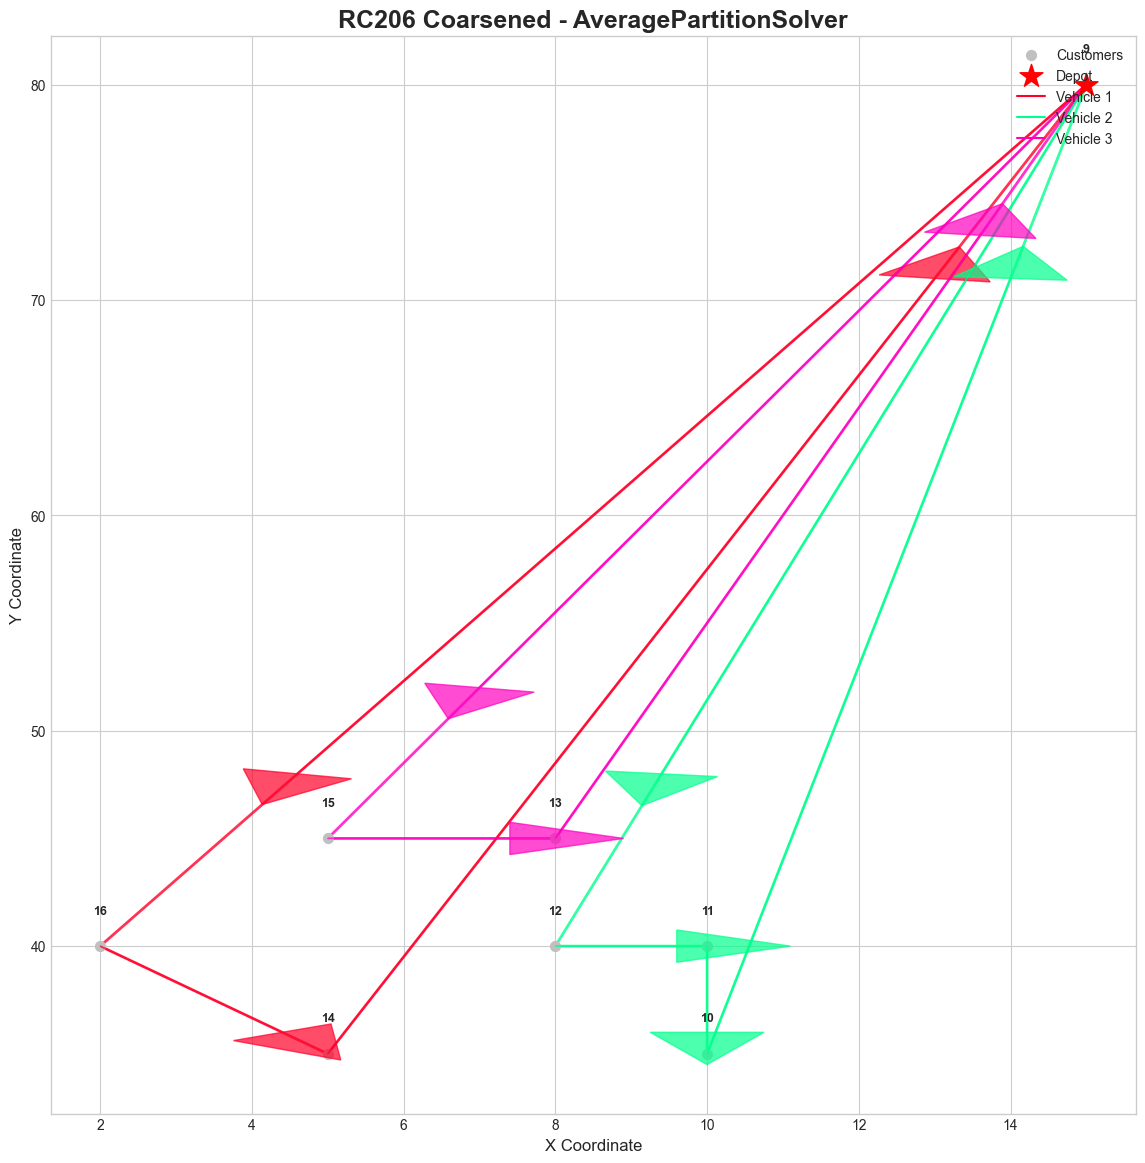 RC206 Coarsened - AveragePartitionSolver
9
Customers
Depot
Vehicle 1
Vehicle 2
Vehicle 3
80
70
60
50
40
Y Coordinate
15
13
16
12
11
14
10
2
4
6
8
10
12
14
X Coordinate